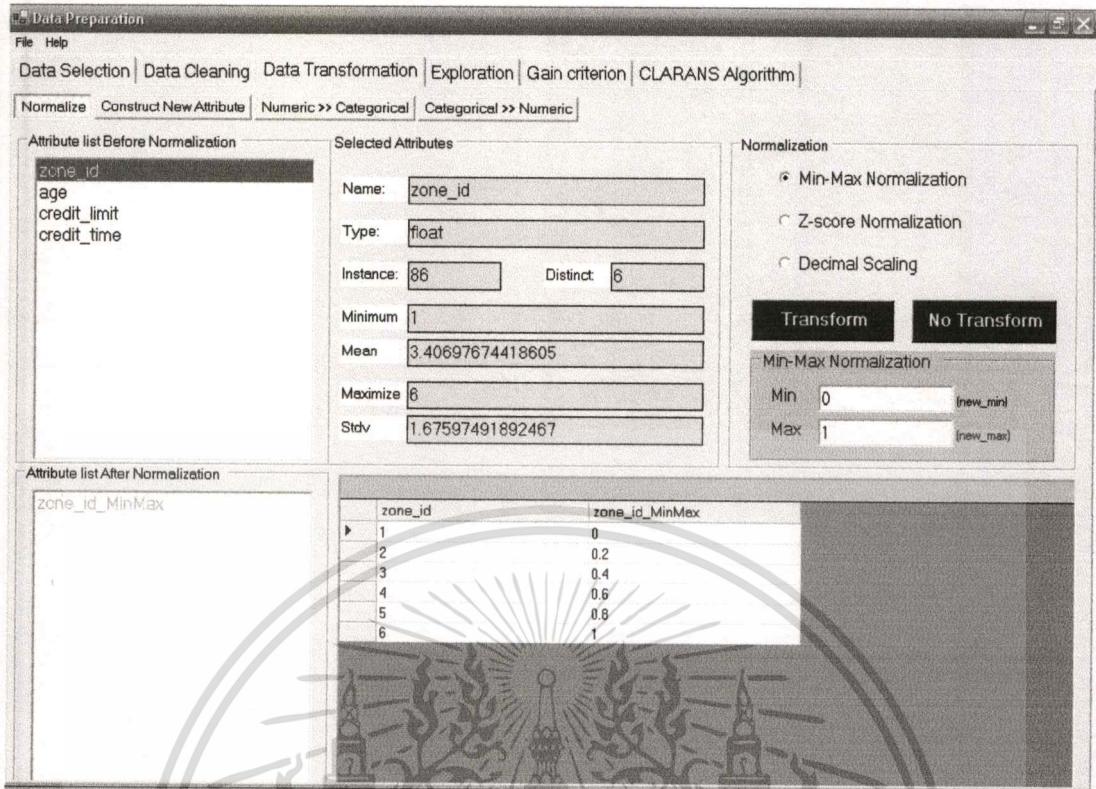 Data Preparation
File Help
Data Selection Data Cleaning Data Transformation Exploration Gain criterion CLARANS Algorithm
Normalize Construct New Attribute Numeric >> Categorical Categorical >> Numeric
Attribute list Before Normalization
zone_id
age
credit_limit
credit_time
Selected Attributes
Name: zone_id
Type: float
Instance: 86 Distinct: 6
Minimum 1
Mean 3.40697674418605
Maximize 6
Stdv 1.67597491892467
Normalization
Min-Max Normalization
Z-score Normalization
Decimal Scaling
Transform No Transform
Min-Max Normalization
Min 0 (new_min)
Max 1 (new_max)
Attribute list After Normalization
zone_id_MinMax
zone_id zone_id_MinMax
1 0
2 0.2
3 0.4
4 0.6
5 0.8
6 1